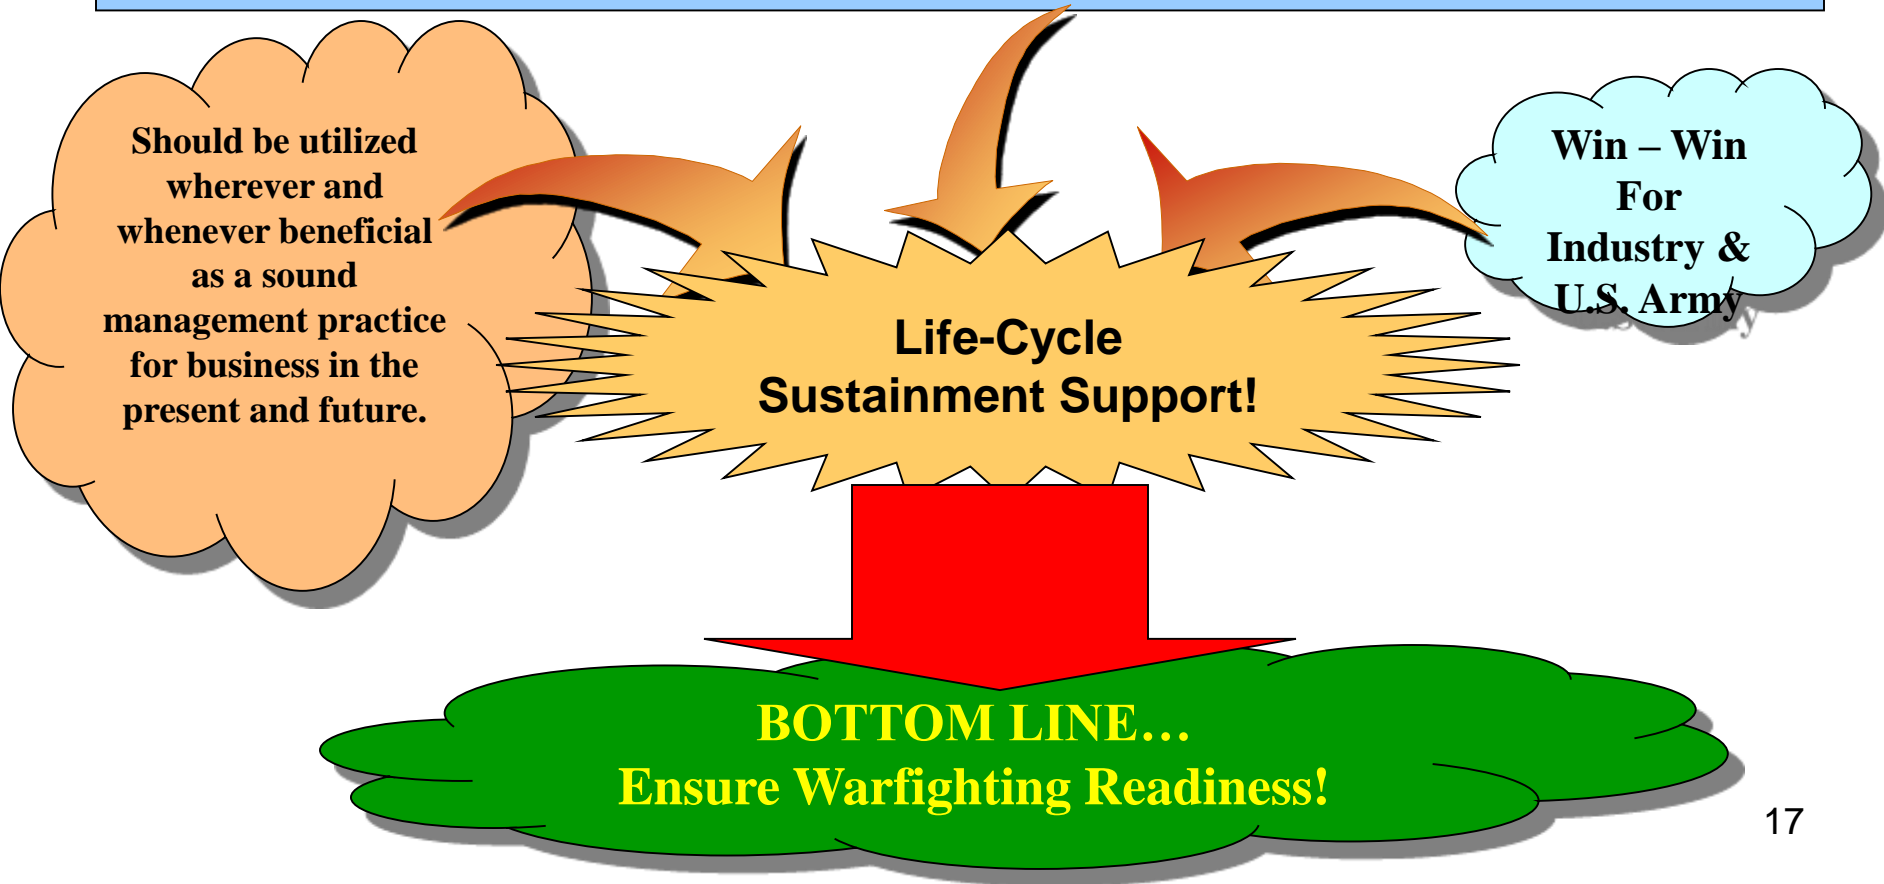 Should be utilized
wherever and
whenever beneficial
as a sound
management practice
for business in the
present and future.
Win – Win
For
Industry &
U.S. Army
Life-Cycle
Sustainment Support!
BOTTOM LINE…
Ensure Warfighting Readiness!
17